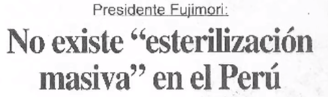 Presidente Fujimori:
No existe “esterilización
masiva” en el Perú